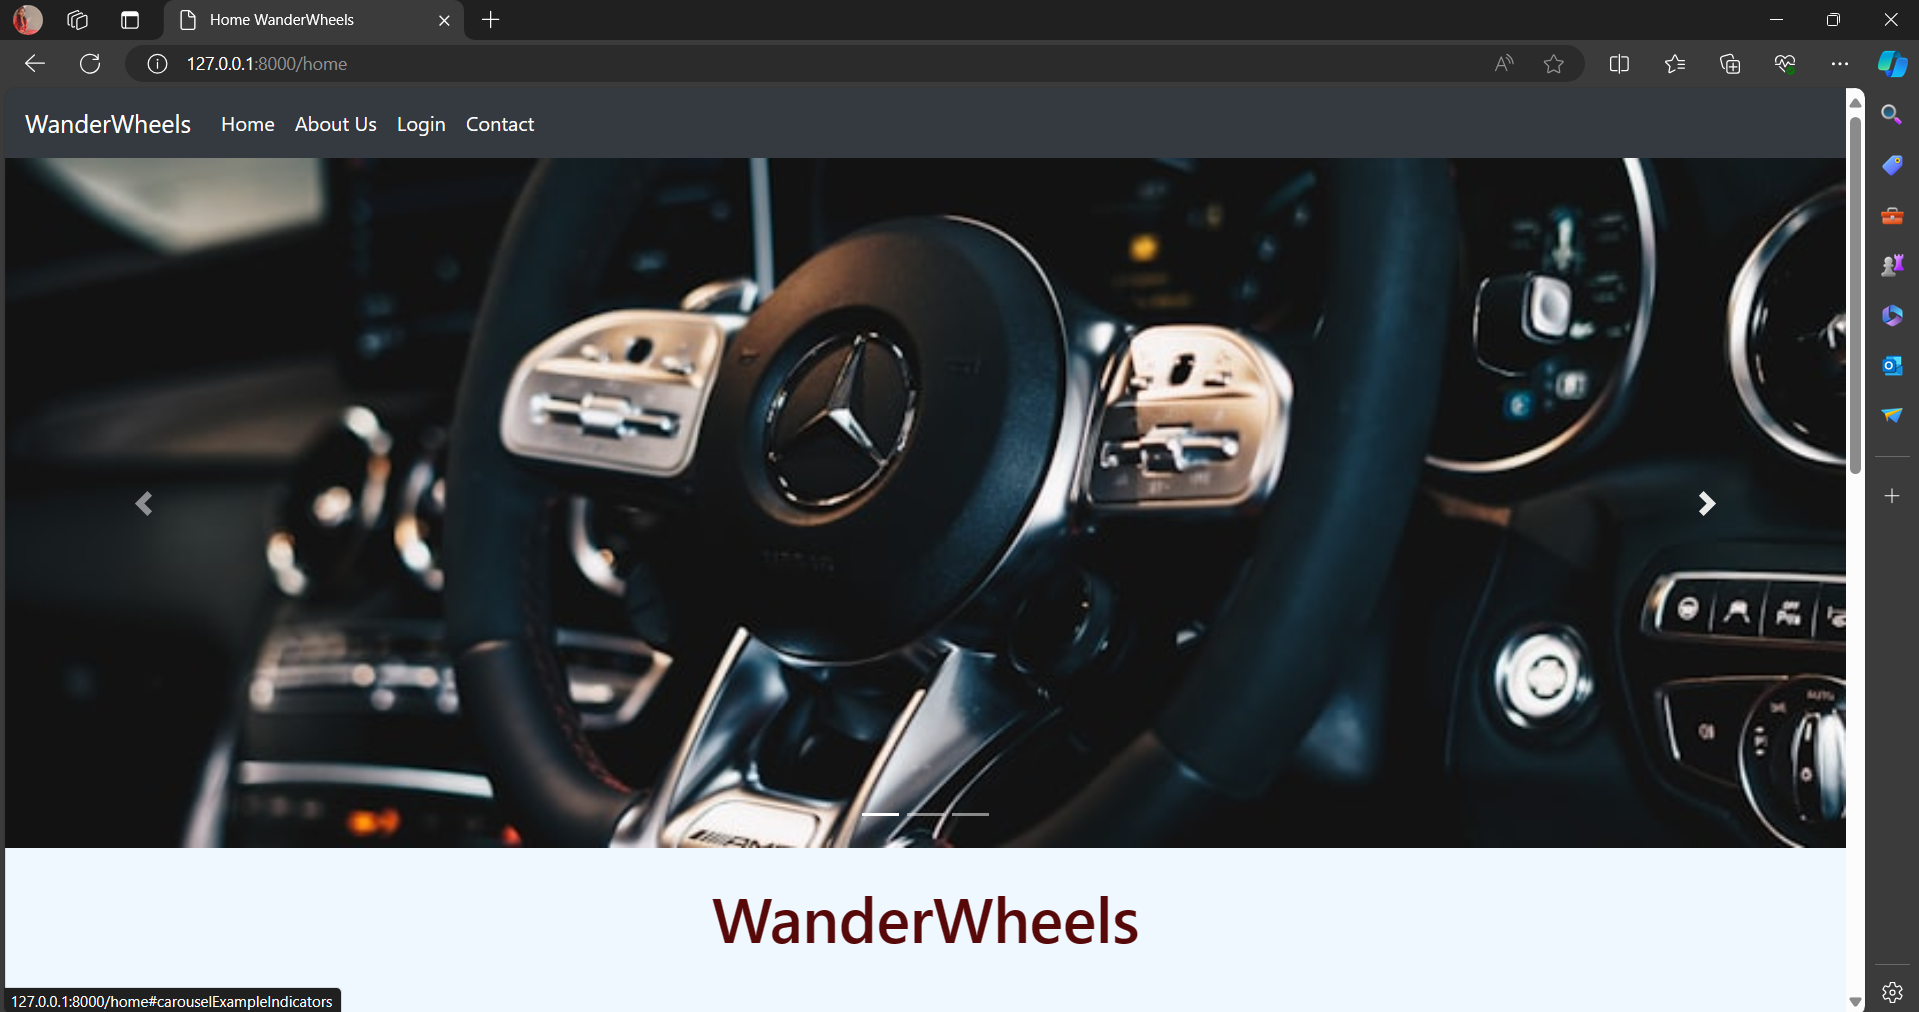 Home WanderWheels
127.0.0.1:8000/home
WanderWheels Home About Us Login Contact
AUTO
WanderWheels
127.0.0.1:8000/home#carouselExampleIndicators